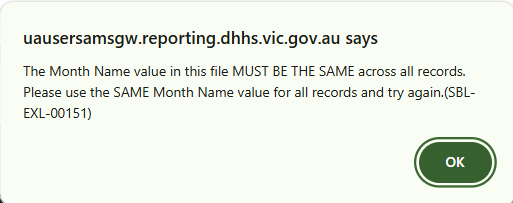 uausersamsgw.reporting.dhhs.vic.gov.au says
The Month Name value in this file MUST BE THE SAME across all records.
Please use the SAME Month Name value for all records and try again.(SBL-
EXL-00151)
OK